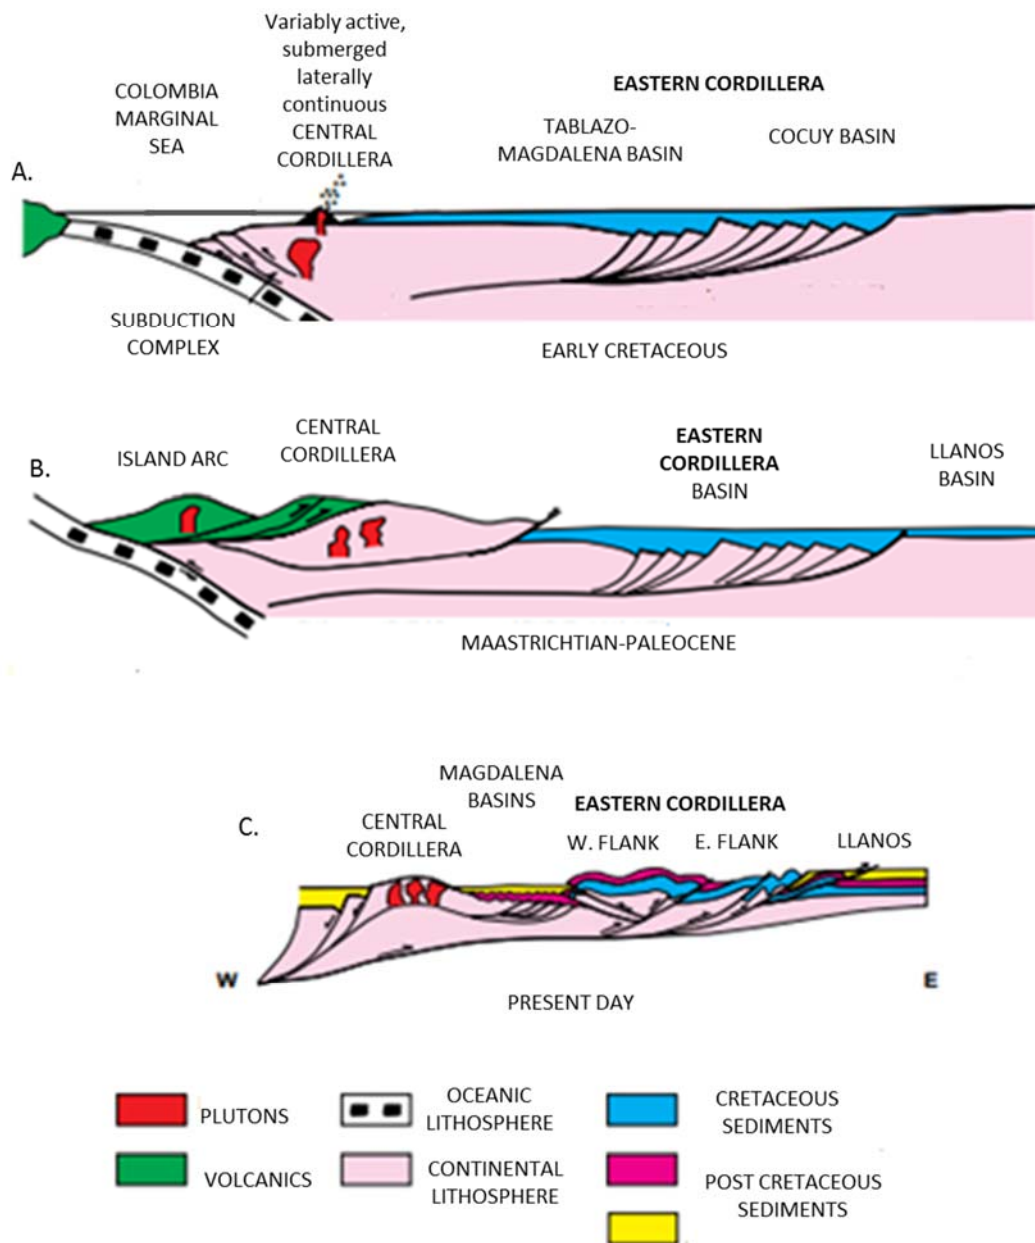 Variably active,
submerged
laterally
continuous
CENTRAL
CORDILLERA
COLOMBIA
MARGINAL
SEA
EASTERN CORDILLERA
TABLAZO-
MAGDALENA BASIN
COCUY BASIN
A.
SUBDUCTION
COMPLEX
EARLY CRETACEOUS
B.
ISLAND ARC
CENTRAL
CORDILLERA
EASTERN
CORDILLERA
BASIN
LLANOS
BASIN
MAASTRICHTIAN-PALEOCENE
C.
CENTRAL
CORDILLERA
MAGDALENA
BASINS
EASTERN CORDILLERA
W. FLANK
E. FLANK
LLANOS
W
E
PRESENT DAY
PLUTONS
OCEANIC
LITHOSPHERE
CRETACEOUS
SEDIMENTS
VOLCANICS
CONTINENTAL
LITHOSPHERE
POST CRETACEOUS
SEDIMENTS